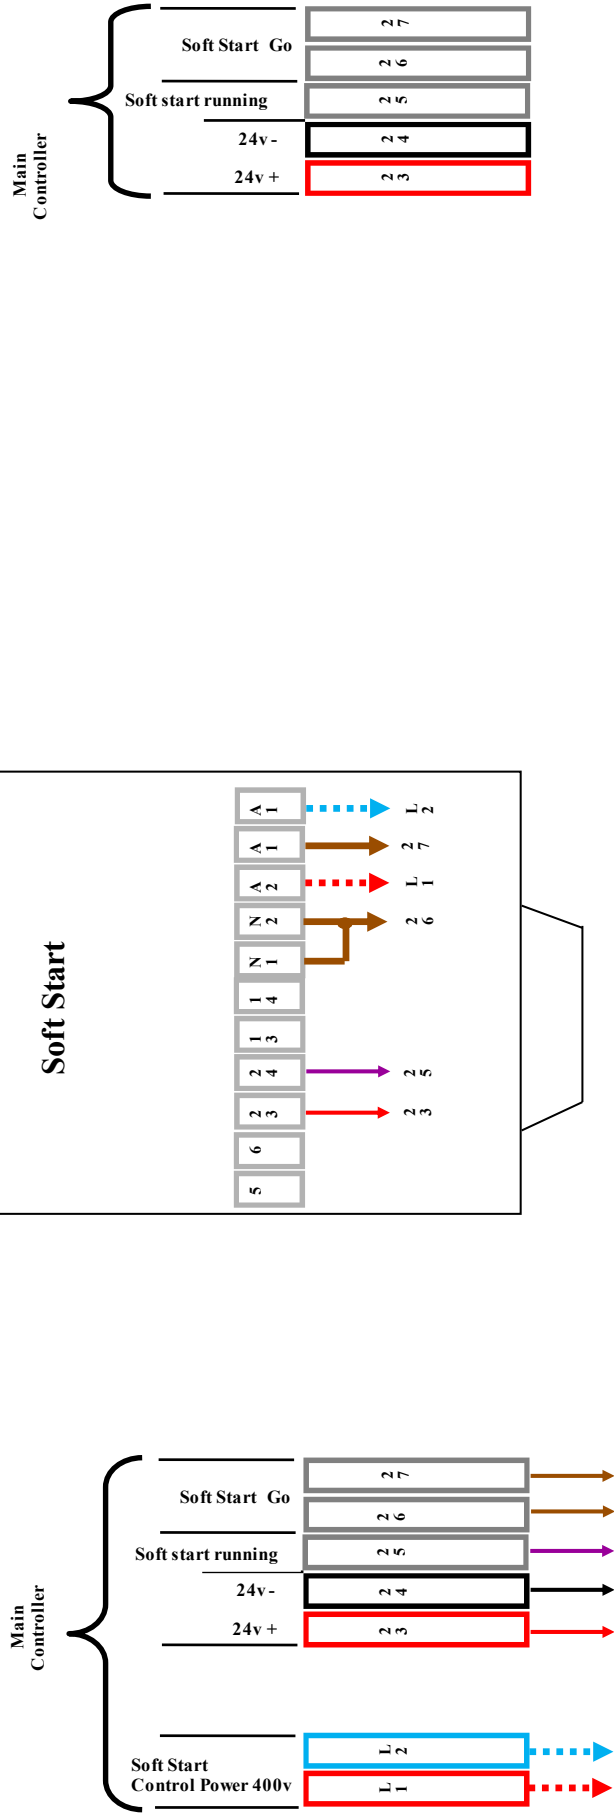 Soft Start Go
27
26
Soft start running
25
24v -
24
24v +
23
Main
Controller
Soft Start
A1
L2
A1
27
A2
L1
N2
26
N1
14
13
24
25
23
23
6
5
Soft Start Go
27
26
Soft start running
25
24v -
24
24v +
23
Main
Controller
Soft Start
Control Power 400v
L2
L1